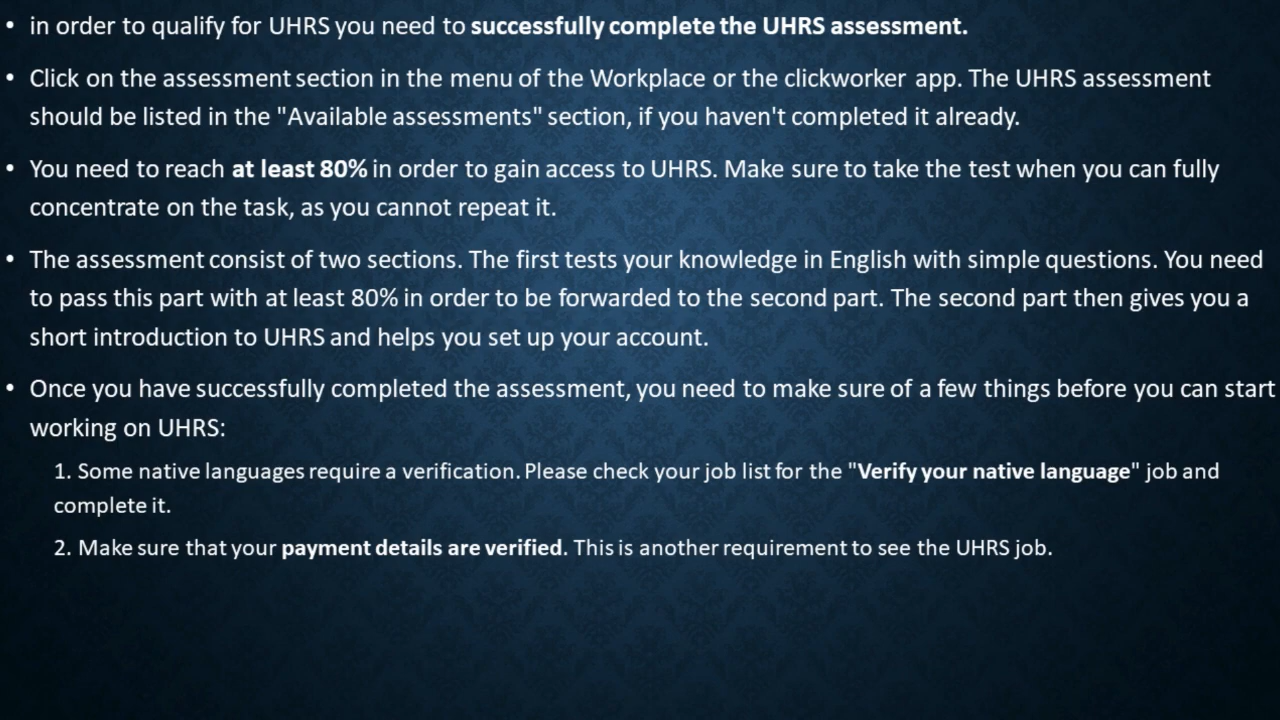 • in order to qualify for UHRS you need to successfully complete the UHRS assessment.
• Click on the assessment section in the menu of the Workplace or the clickworker app. The UHRS assessment
should be listed in the "Available assessments" section, if you haven't completed it already.
• You need to reach at least 80% in order to gain access to UHRS. Make sure to take the test when you can fully
concentrate on the task, as you cannot repeat it.
• The assessment consist of two sections. The first tests your knowledge in English with simple questions. You need
to pass this part with at least 80% in order to be forwarded to the second part. The second part then gives you a
short introduction to UHRS and helps you set up your account.
• Once you have successfully completed the assessment, you need to make sure of a few things before you can start
working on UHRS:
1. Some native languages require a verification. Please check your job list for the "Verify your native language" job and
complete it.
2. Make sure that your payment details are verified. This is another requirement to see the UHRS job.